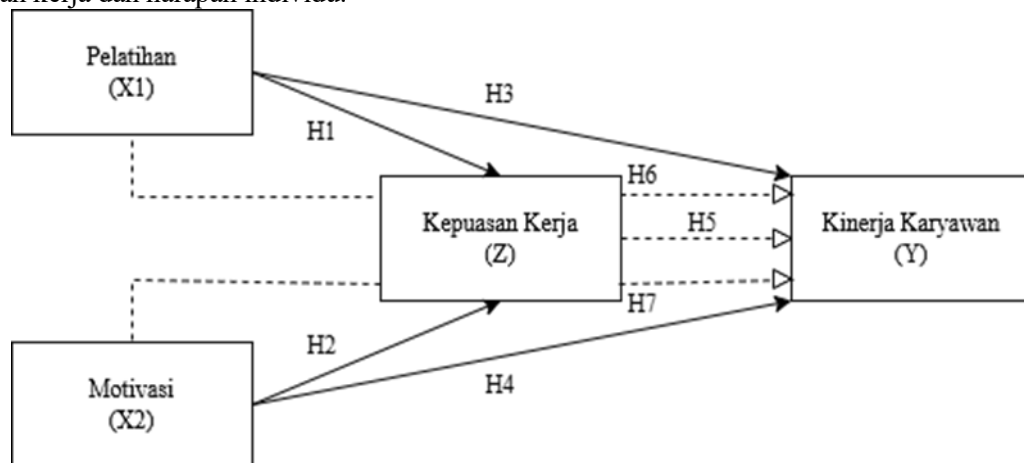 Pelatihan
(X1)
H3
H1
H6
Kepuasan Kerja
(Z)
H5
Kinerja Karyawan
(Y)
H7
H2
H4
Motivasi
(X2)